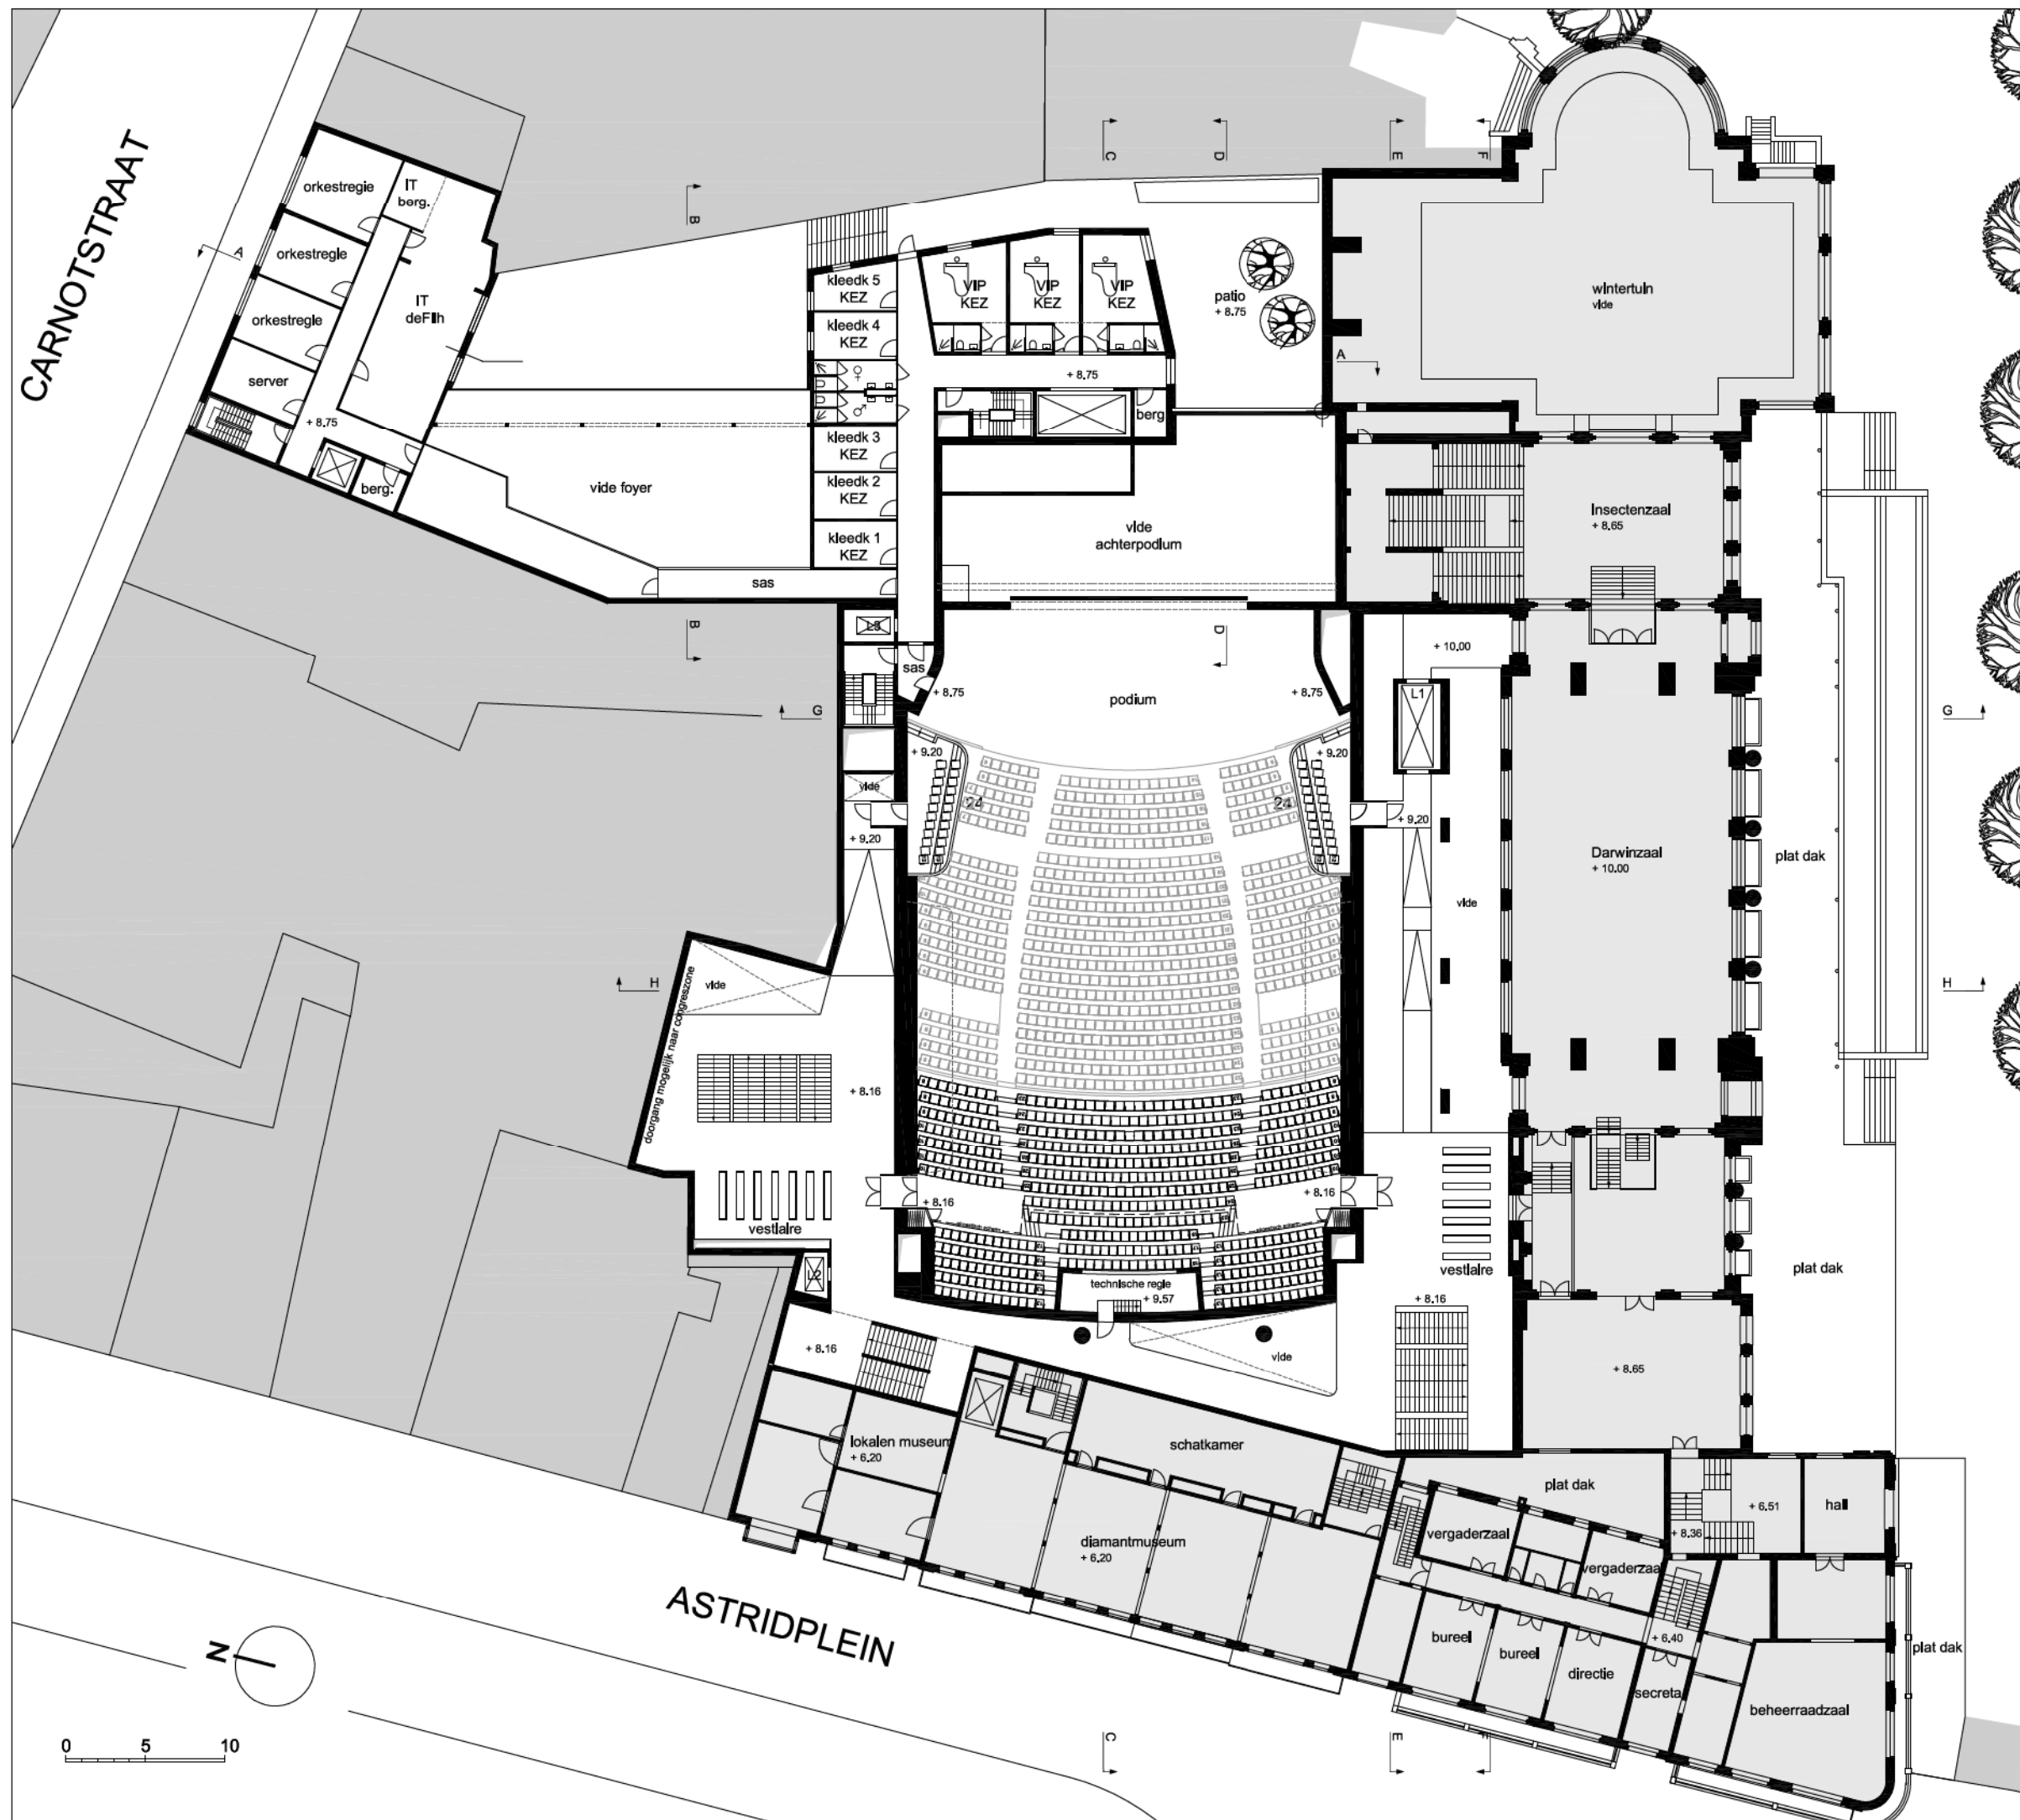 CARNOTSTRAAT
A
orkestregie
IT
berg.
orkestregie
orkestregie
IT
deFilh
server
+ 8.75
berg.
B
C
D
E
F
kleedk 5
KEZ
kleedk 4
KEZ
♀
♂
kleedk 3
KEZ
kleedk 2
KEZ
kleedk 1
KEZ
VIP
KEZ
VIP
KEZ
VIP
KEZ
+ 8.75
berg.
patio
+ 8.75
A
wintertuin
vide
vide foyer
sas
vide
achterpodium
Insectenzaal
+ 8.65
B
L3
sas
D
+ 8.75
podium
+ 8.75
+ 10.00
L1
G
G
+ 9.20
24
+ 9.20
24
vide
+ 9.20
+ 9.20
vide
Darwinzaal
+ 10.00
plat dak
H
H
vide
doorgang mogelijk naar congreszone
+ 8.16
vestiaire
+ 8.16
+ 8.16
L2
technische regie
+ 9.57
vestiaire
+ 8.16
plat dak
+ 8.16
vide
+ 8.65
lokalen museum
+ 6.20
schatkamer
diamantmuseum
+ 6.20
plat dak
vergaderzaal
vergaderzaal
+ 8.36
+ 6.51
hall
+ 6.40
bureel
bureel
directie
secreta
beheerraadzaal
plat dak
ASTRIDPLEIN
N
0 5 10
C
E
F